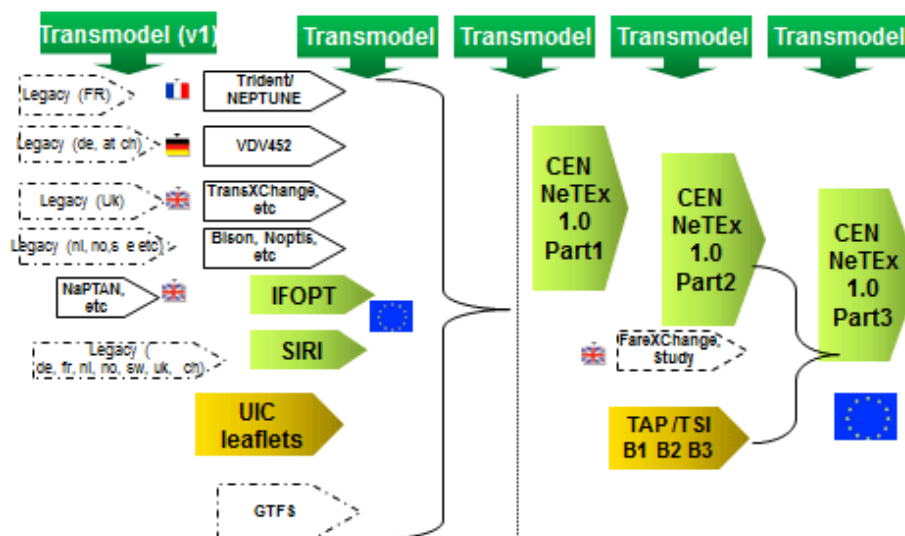 Transmodel (v1)
Transmodel
Transmodel
Transmodel
Transmodel
Legacy (FR)
Trident/
NEPTUNE
Legacy (de, at ch)
VDV452
Legacy (Uk)
TransXChange,
etc
Legacy (nl, no,s e etc)
Bison, Noptis,
etc
NaPTAN,
etc
IFOPT
Legacy (
de, fr, nl, no, sw, uk, ch)
SIRI
UIC
leaflets
GTFS
CEN
NeTEx
1.0
Part1
CEN
NeTEx
1.0
Part2
CEN
NeTEx
1.0
Part3
FareXChange,
Study
TAP /TSI
B1 B2 B3